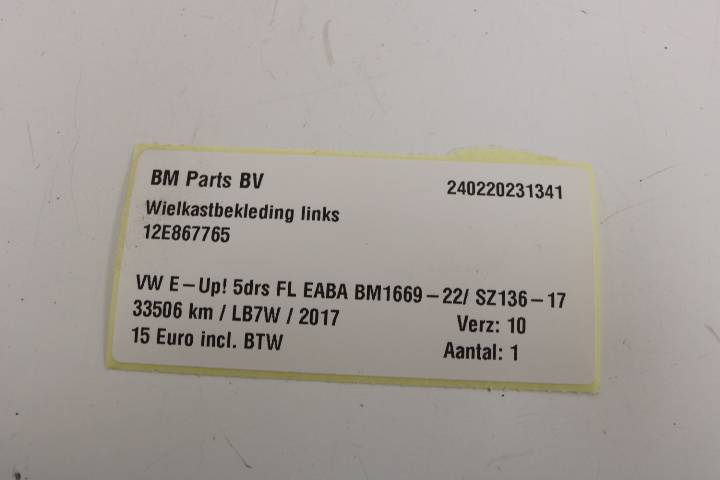 BM Parts BV 240220231341
Wielkastbekleding links
12E867765
VW E-Up! 5drs FL EABA BM1669-22/ SZ136-17
33506 km / LB7W / 2017 Verz: 10
15 Euro incl. BTW Aantal: 1